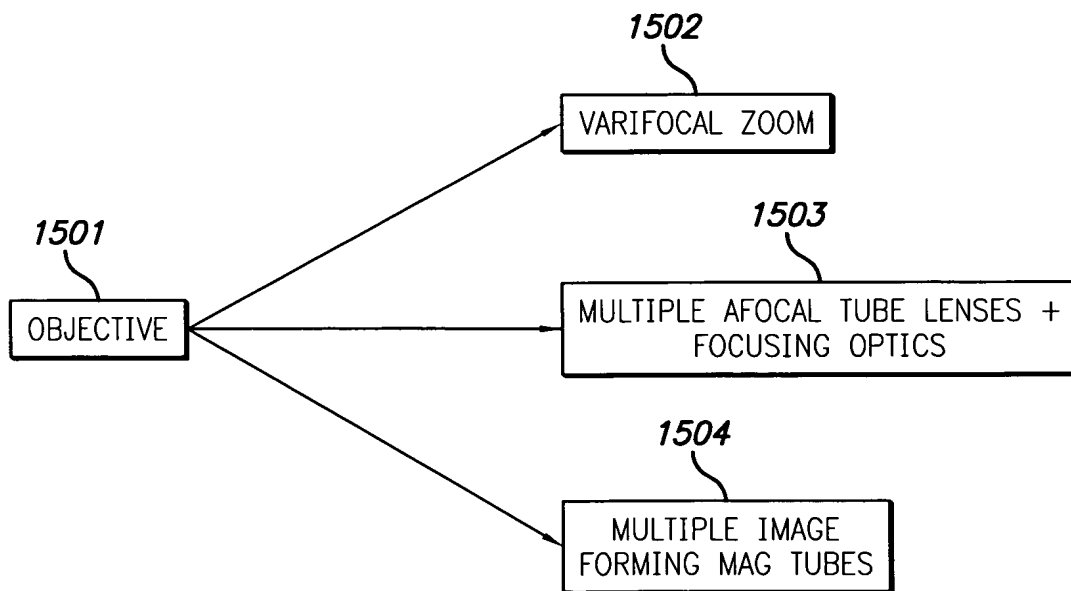 1502
VARIFOCAL ZOOM
1501
OBJECTIVE
1503
MULTIPLE AFOCAL TUBE LENSES +
FOCUSING OPTICS
1504
MULTIPLE IMAGE
FORMING MAG TUBES